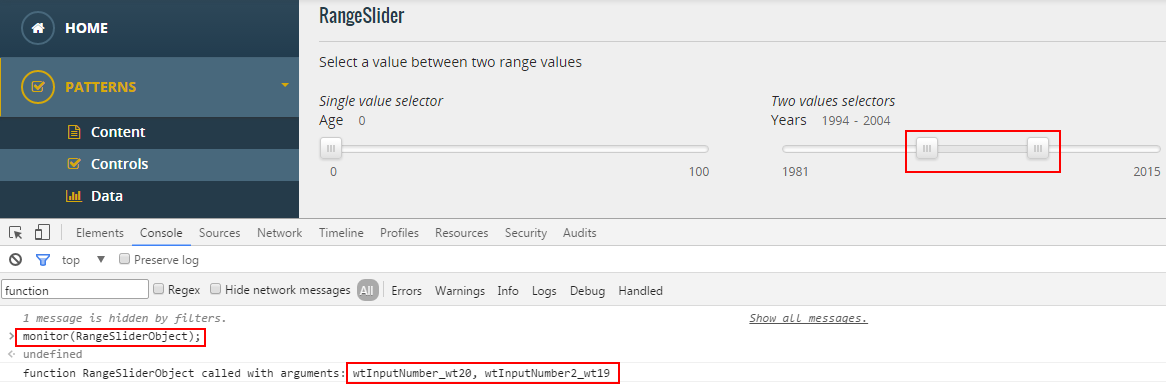 HOME
PATTERNS
Content
Controls
Data
RangeSlider
Select a value between two range values
Single value selector
Age 0
0 100
Two values selectors
Years 1994 - 2004
1981 2015
Elements Console Sources Network Timeline Profiles Resources Security Audits
top ▼ Preserve log
function Regex Hide network messages All Errors Warnings Info Logs Debug Handled
1 message is hidden by filters. Show all messages.
> monitor(RangeSliderObject);
undefined
function RangeSliderObject called with arguments: wtInputNumber_wt20, wtInputNumber2_wt19